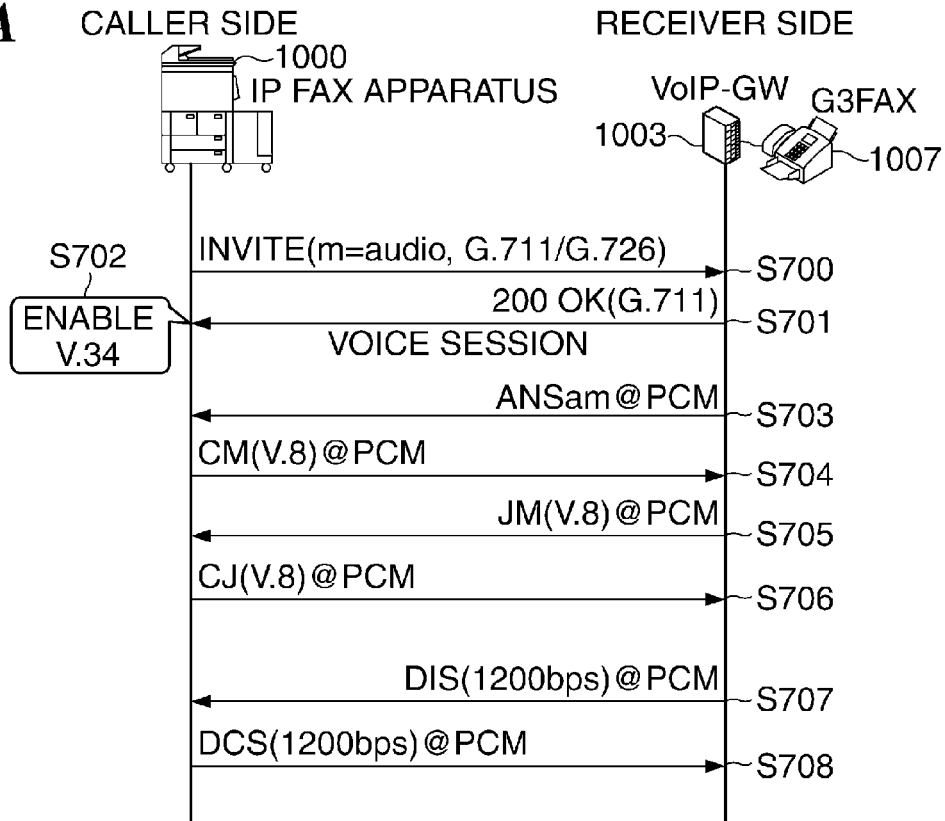 A
CALLER SIDE
RECEIVER SIDE
1000
IP FAX APPARATUS
VoIP-GW
G3FAX
1003
1007
S702
INVITE(m=audio, G.711/G.726)
S700
ENABLE
V.34
200 OK(G.711)
S701
VOICE SESSION
ANSam@PCM
S703
CM(V.8)@PCM
S704
JM(V.8)@PCM
S705
CJ(V.8)@PCM
S706
DIS(1200bps)@PCM
S707
DCS(1200bps)@PCM
S708